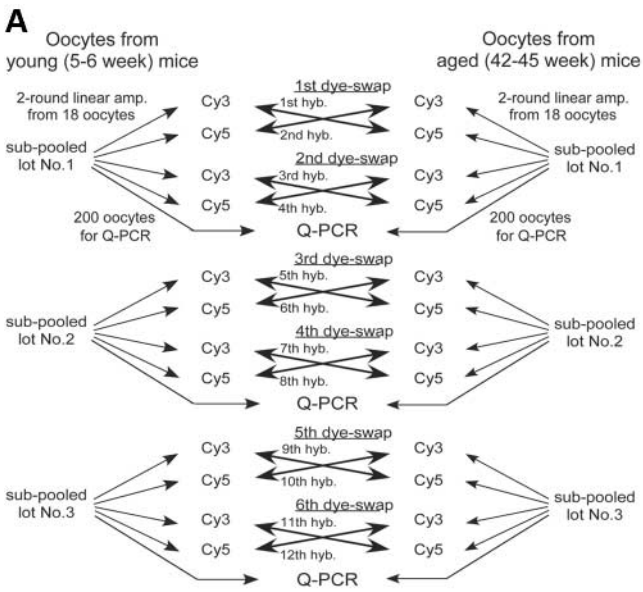 A
Oocytes from
young (5-6 week) mice
Oocytes from
aged (42-45 week) mice
2-round linear amp.
from 18 oocytes
sub-pooled
lot No.1
200 oocytes
for Q-PCR
Cy3
Cy5
Cy3
Cy5
1st dye-swap
1st hyb.
2nd hyb.
2nd dye-swap
3rd hyb.
4th hyb.
Q-PCR
Cy3
Cy5
Cy3
Cy5
2-round linear amp.
from 18 oocytes
sub-pooled
lot No.1
200 oocytes
for Q-PCR
sub-pooled
lot No.2
Cy3
Cy5
Cy3
Cy5
3rd dye-swap
5th hyb.
6th hyb.
4th dye-swap
7th hyb.
8th hyb.
Q-PCR
Cy3
Cy5
Cy3
Cy5
sub-pooled
lot No.2
sub-pooled
lot No.3
Cy3
Cy5
Cy3
Cy5
5th dye-swap
9th hyb.
10th hyb.
6th dye-swap
11th hyb.
12th hyb.
Q-PCR
Cy3
Cy5
Cy3
Cy5
sub-pooled
lot No.3